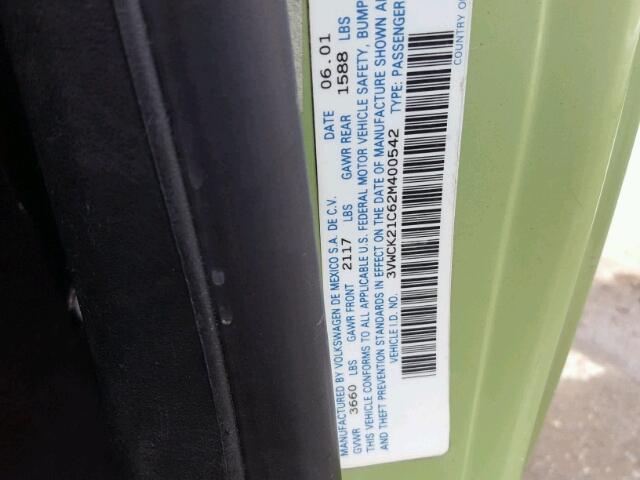 MANUFACTURED BY VOLKSWAGEN DE MEXICO S.A. DE C.V. DATE 06.01
GVWR 3660 LBS GAWR FRONT 2117 LBS GAWR REAR 1588 LBS
THIS VEHICLE CONFORMS TO ALL APPLICABLE U.S. FEDERAL MOTOR VEHICLE SAFETY, BUMP
AND THEFT PREVENTION STANDARDS IN EFFECT ON THE DATE OF MANUFACTURE SHOWN A
VEHICLE I.D. NO. 3VWCK21C62M400542 TYPE: PASSENGER
COUNTRY O